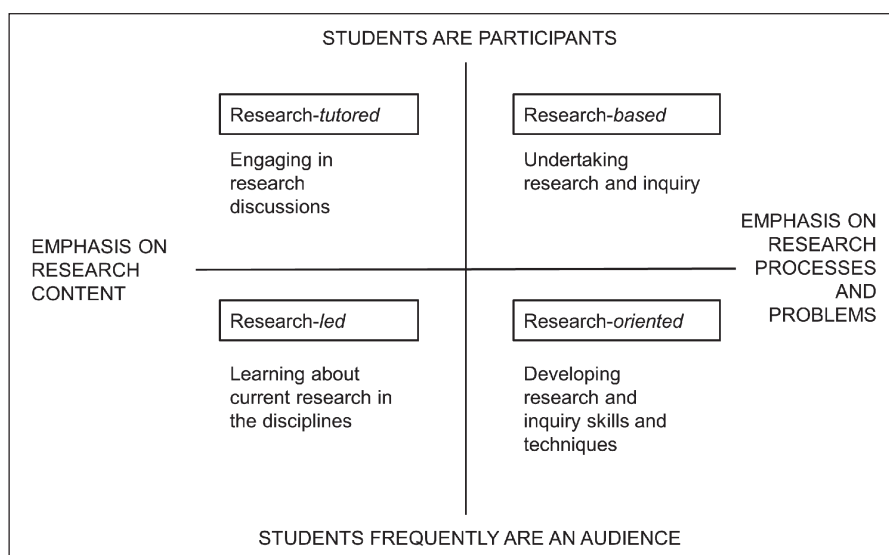 STUDENTS ARE PARTICIPANTS
Research-tutored
Engaging in
research
discussions
Research-based
Undertaking
research and inquiry
EMPHASIS ON
RESEARCH
CONTENT
EMPHASIS ON
RESEARCH
PROCESSES
AND
PROBLEMS
Research-led
Learning about
current research in
the disciplines
Research-oriented
Developing
research and
inquiry skills and
techniques
STUDENTS FREQUENTLY ARE AN AUDIENCE